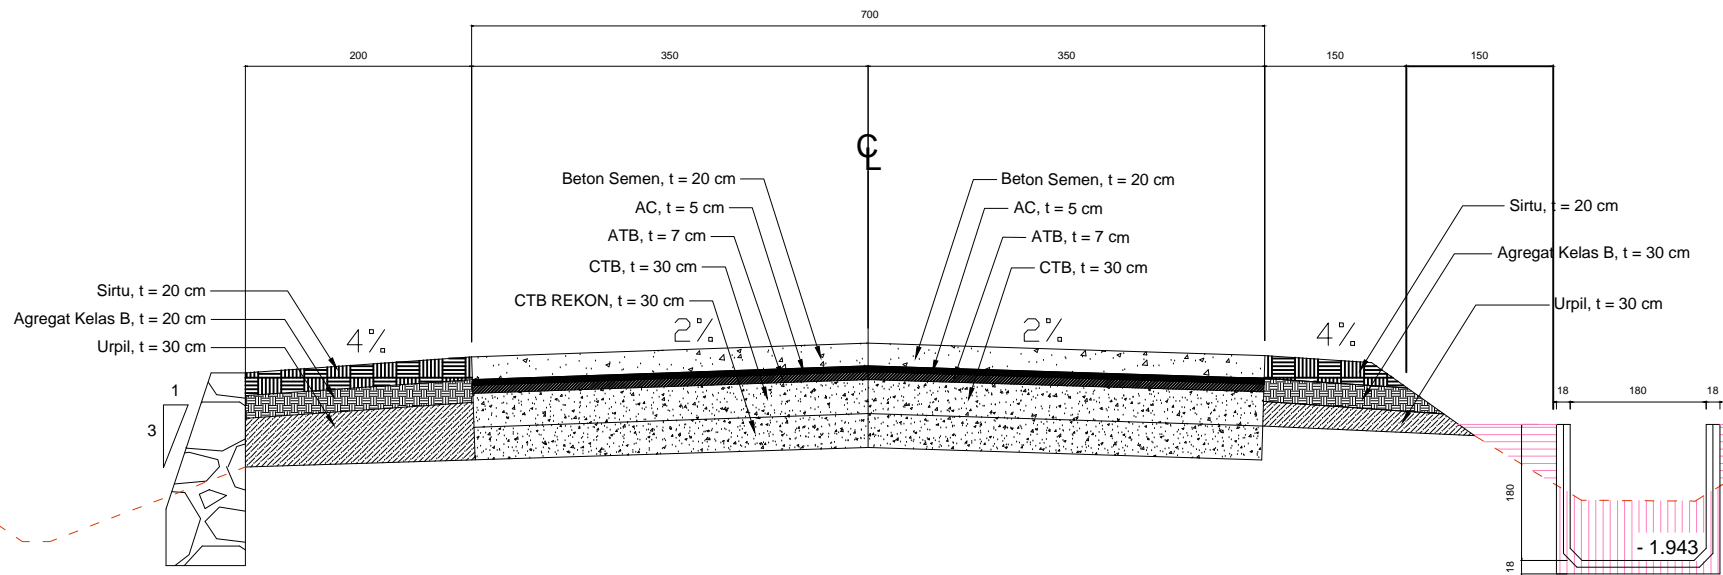 700
200
350
350
150
150
CL
Beton Semen, t = 20 cm
AC, t = 5 cm
ATB, t = 7 cm
CTB, t = 30 cm
CTB REKON, t = 30 cm
Beton Semen, t = 20 cm
AC, t = 5 cm
ATB, t = 7 cm
CTB, t = 30 cm
Sirtu, t = 20 cm
Agregat Kelas B, t = 30 cm
Urpil, t = 30 cm
Sirtu, t = 20 cm
Agregat Kelas B, t = 20 cm
Urpil, t = 30 cm
4%
2%
2%
4%
1
3
18
180
18
180
18
- 1.943